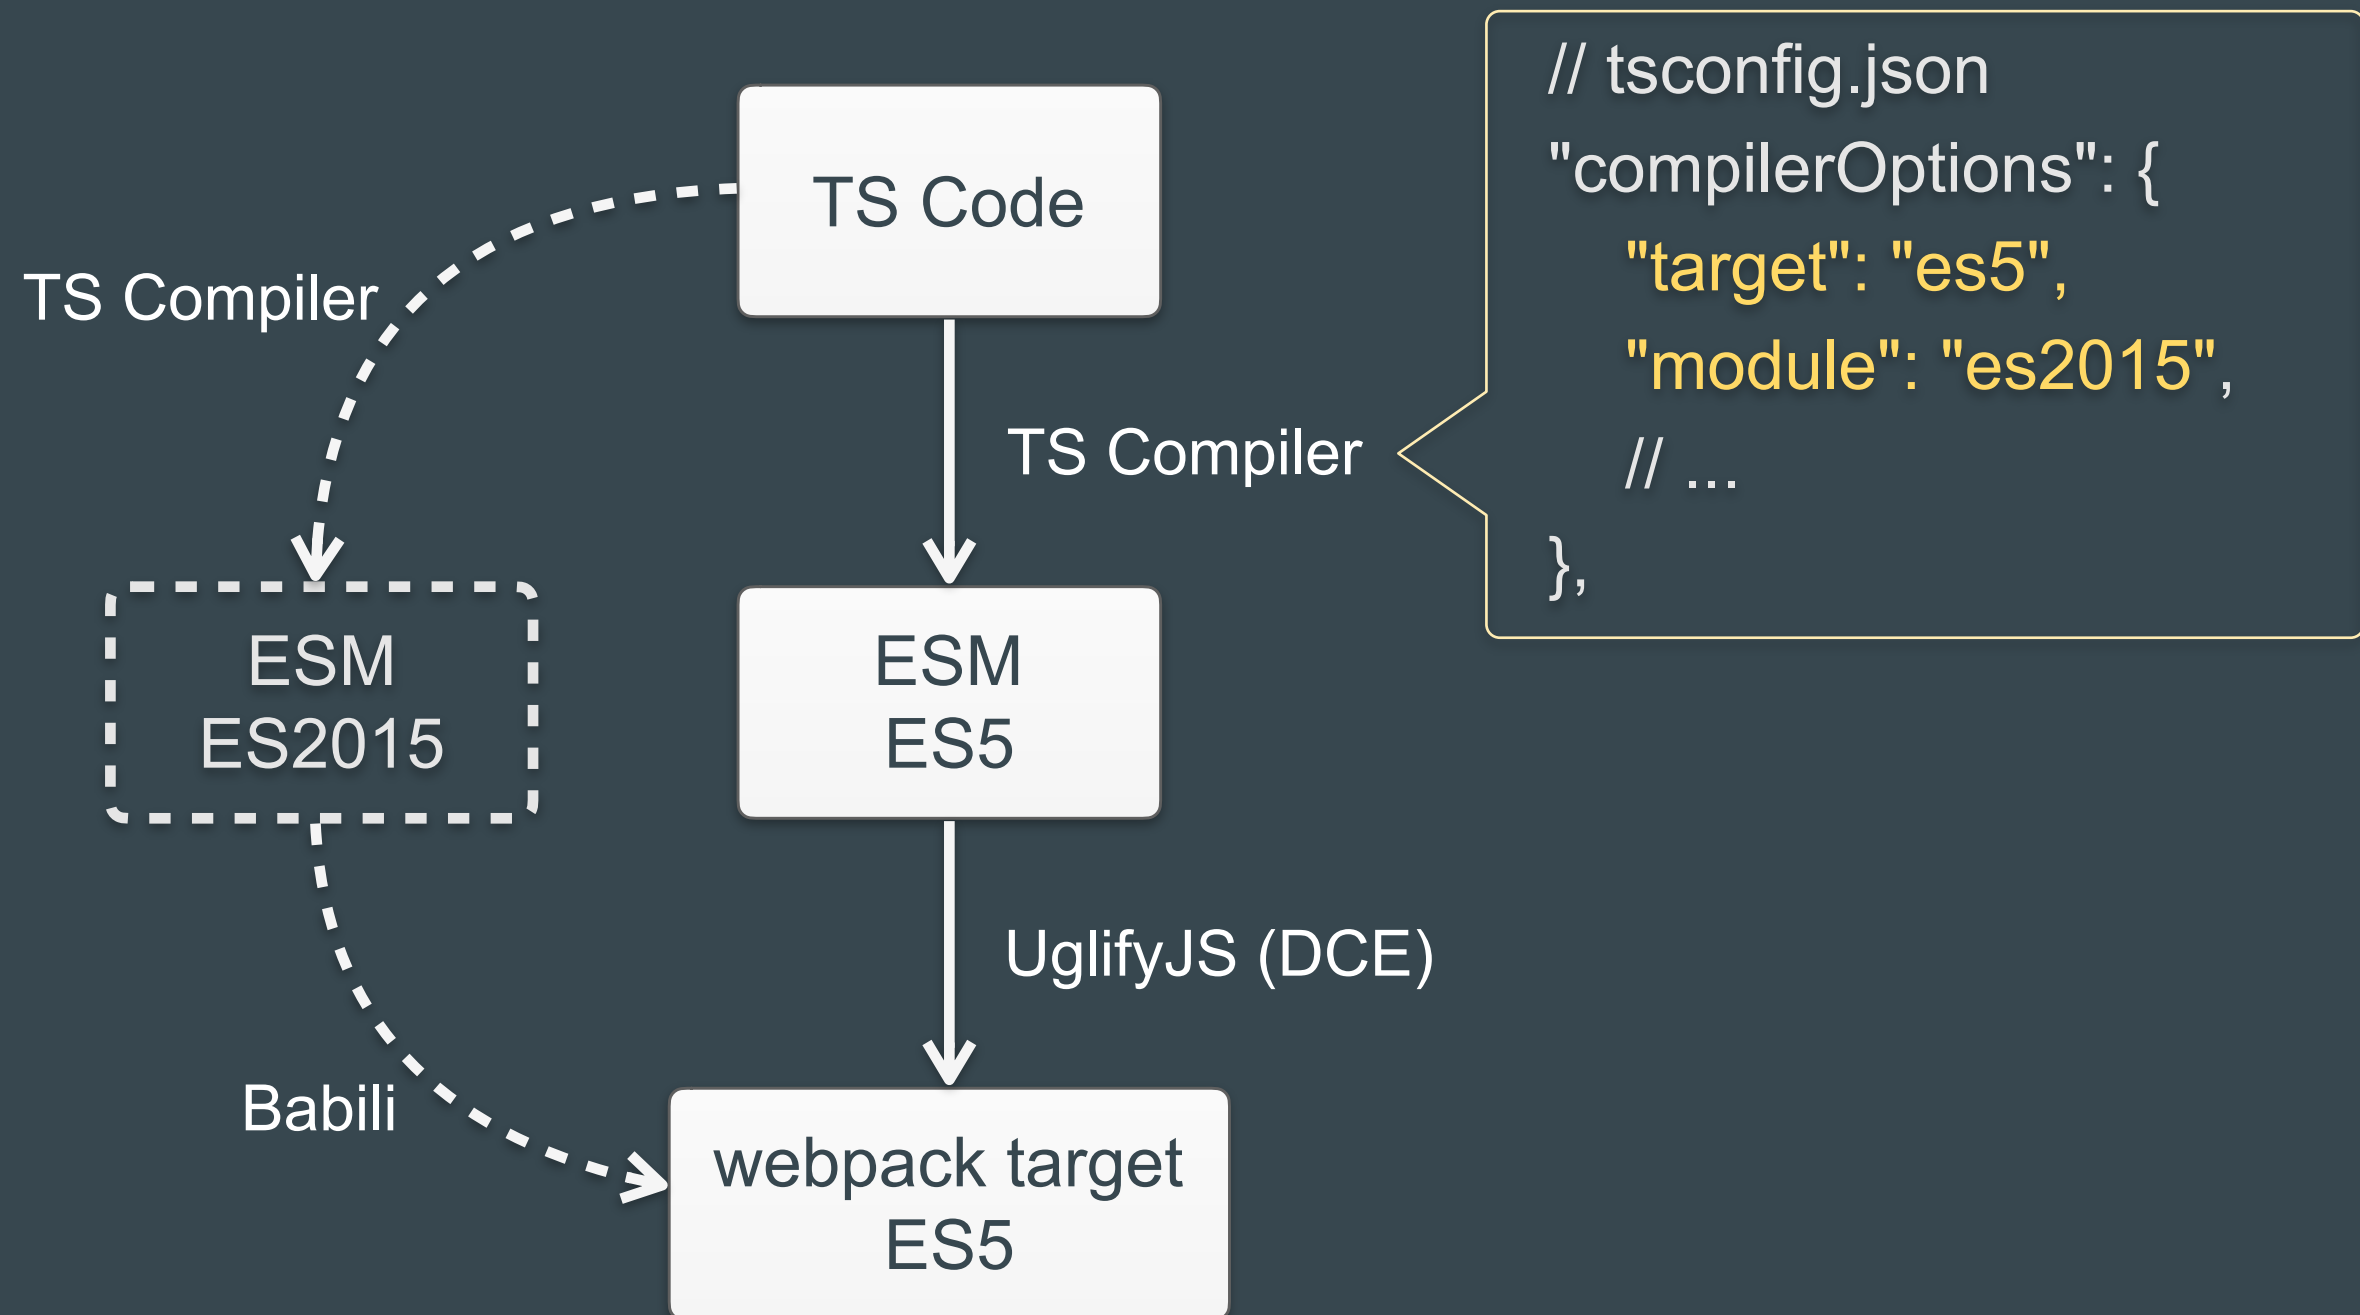 TS Code
TS Compiler
// tsconfig.json
"compilerOptions": {
"target": "es5",
"module": "es2015",
// ...
},
TS Compiler
ESM
ES2015
ESM
ES5
UglifyJS (DCE)
Babili
webpack target
ES5